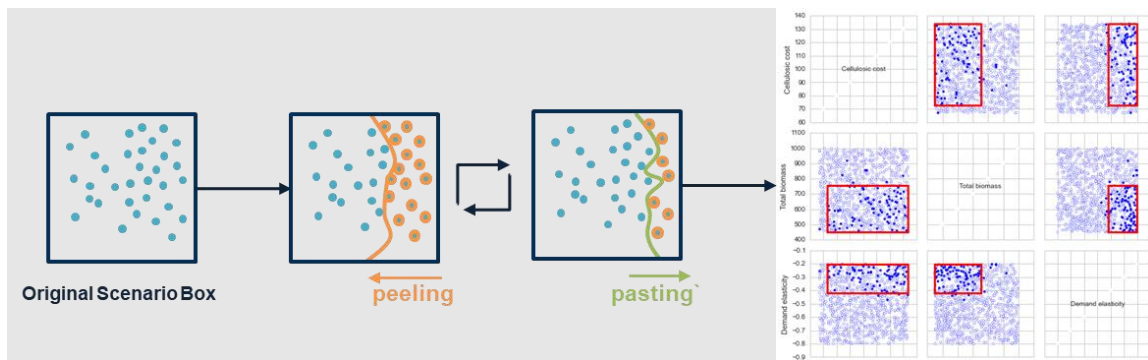 Original Scenario Box
peeling
pasting`
Cellulosic cost
140
130
120
110
100
90
80
70
60
Cellulosic cost
Total biomass
1100
1000
900
800
700
600
500
400
Total biomass
Demand elasticity
−0.1
−0.2
−0.3
−0.4
−0.5
−0.6
−0.7
−0.8
−0.9
Demand elasticity